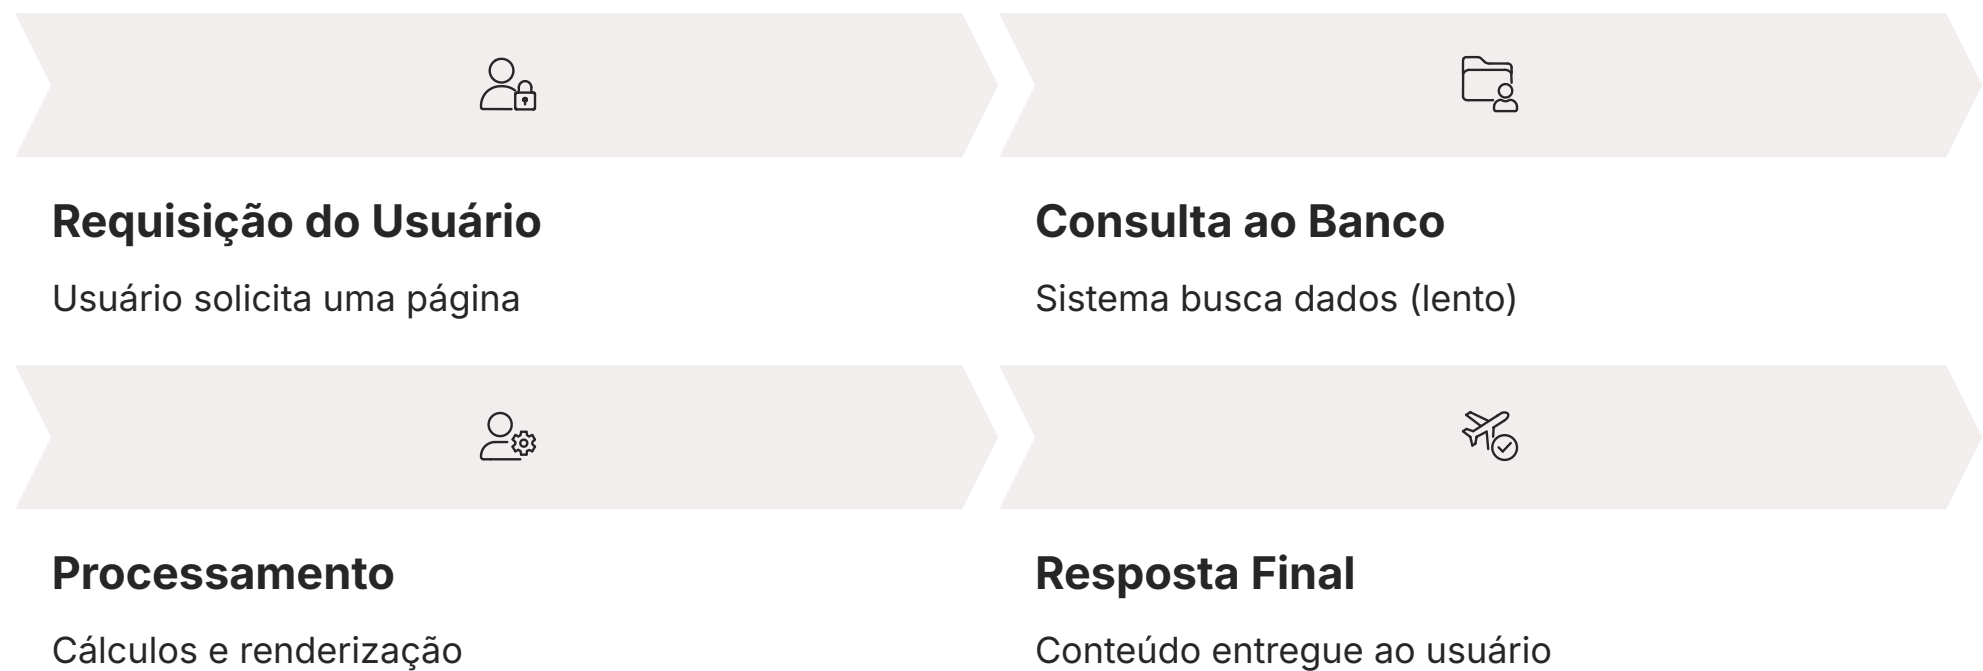 Requisição do Usuário
Usuário solicita uma página
Consulta ao Banco
Sistema busca dados (lento)
Processamento
Cálculos e renderização
Resposta Final
Conteúdo entregue ao usuário